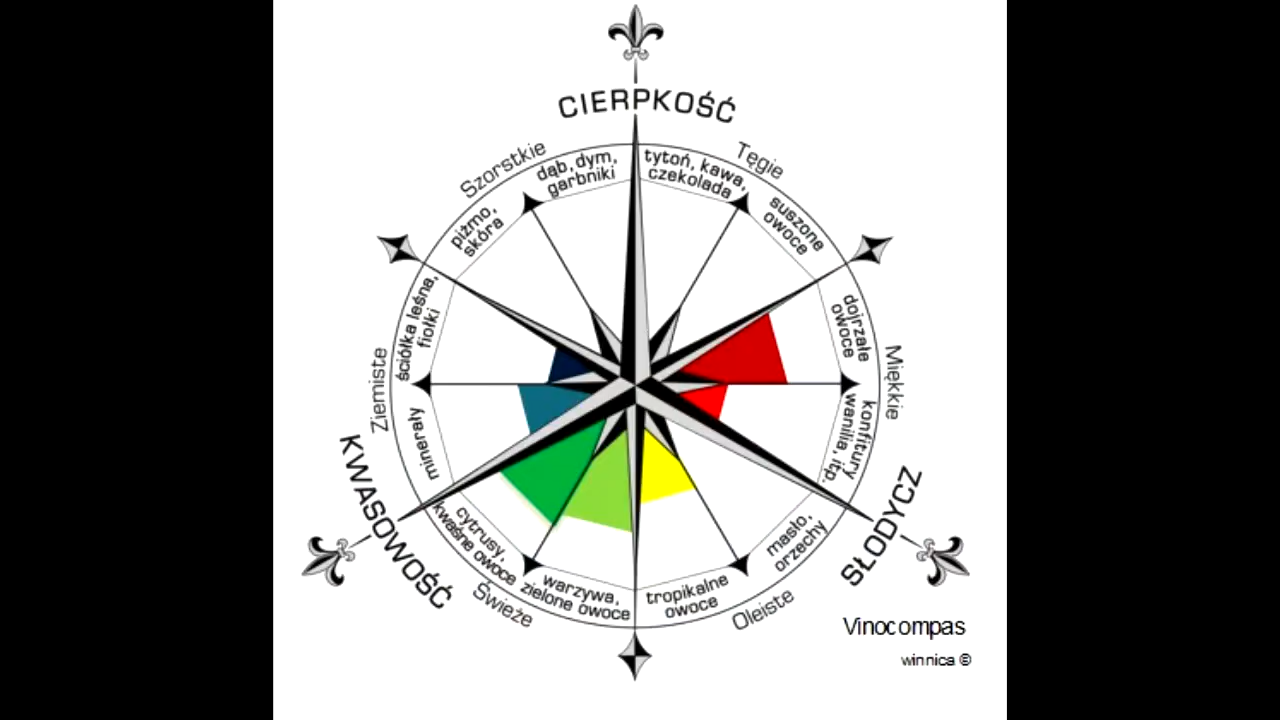 CIERPKOŚĆ
Szorstkie
Tęgie
dąb, dym,
garbniki
tytoń, kawa,
czekolada
piżmo,
skóra
suszone
owoce
ściółka leśna,
fiołki
dojrzałe
owoce
Ziemiste
Miękkie
minerały
konfitury
wanilia, itp.
KWASOWOŚĆ
SŁODYCZ
cytrusy,
kwaśne owoce
masło,
orzechy
warzywa,
zielone owoce
tropikalne
owoce
Świeże
Oleiste
Vinocompas
winnica ©